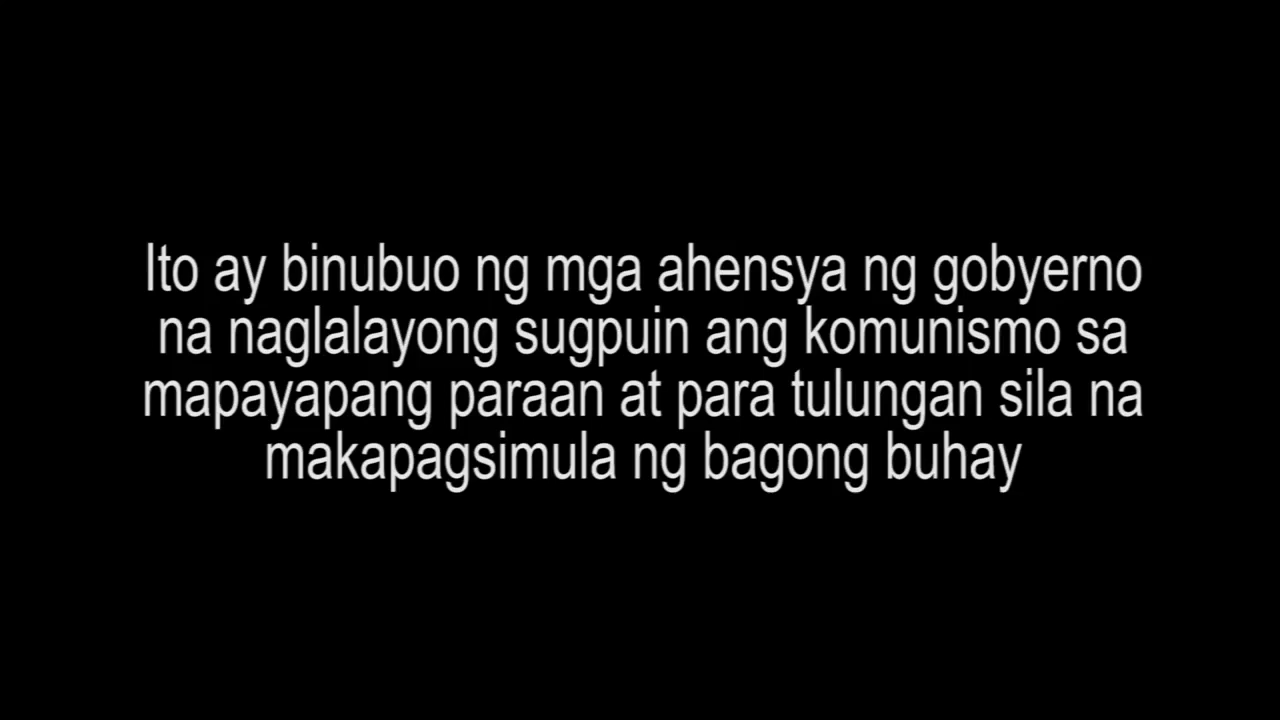 Ito ay binubuo ng mga ahensya ng gobyerno
na naglalayong sugpuin ang komunismo sa
mapayapang paraan at para tulungan sila na
makapagsimula ng bagong buhay